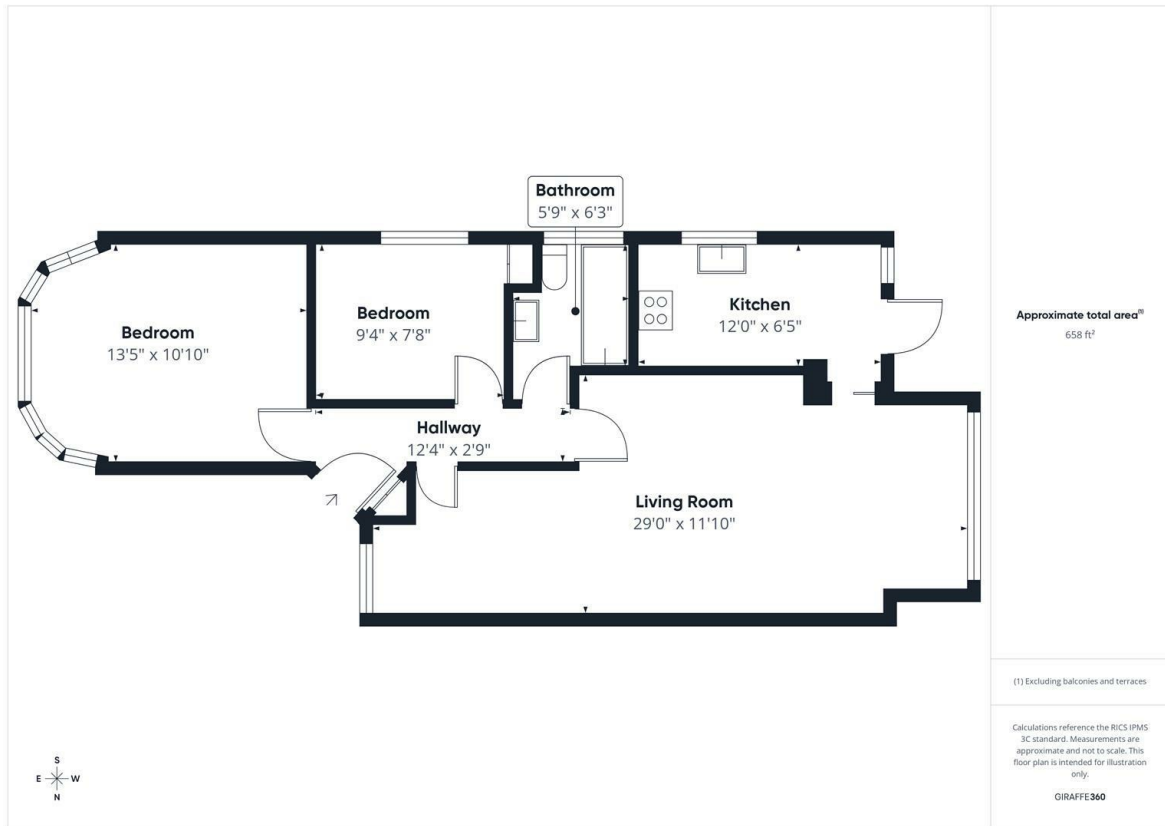 Bathroom
5'9" x 6'3"
Bedroom
13'5" x 10'10"
Bedroom
9'4" x 7'8"
Kitchen
12'0" x 6'5"
Hallway
12'4" x 2'9"
Living Room
29'0" x 11'10"
S
E W
N
Approximate total area(1)
658 ft²
(1) Excluding balconies and terraces
Calculations reference the RICS IPMS
3C standard. Measurements are
approximate and not to scale. This
floor plan is intended for illustration
only.
GIRAFFE360